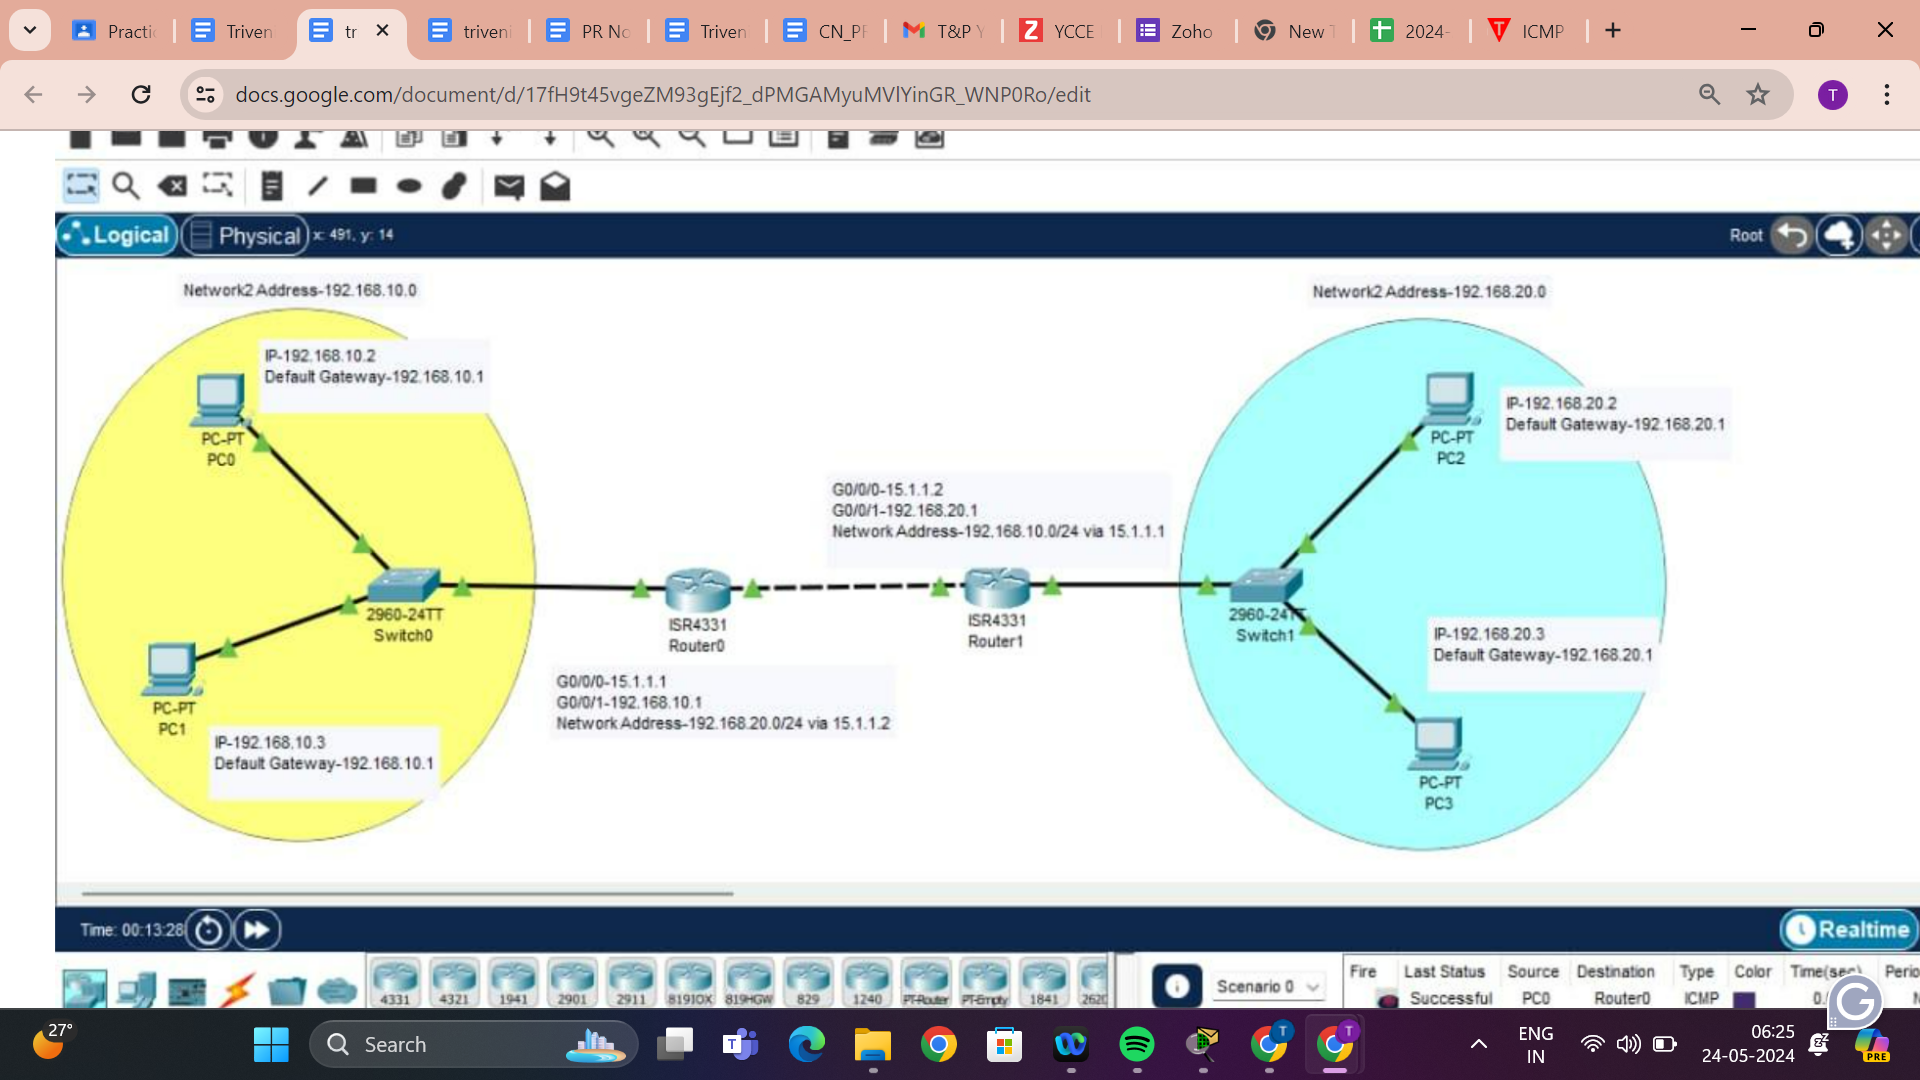 Practi
Triven
tr
triveni
PR No
Triven
CN_PR
T&P Y
YCCE
Zoho
New T
2024-
ICMP
docs.google.com/document/d/17fH9t45vgeZM93gEjf2_dPMGAMyuMVlYinGR_WNP0Ro/edit
T
Logical
Physical
x: 491, y: 14
Root
Network2 Address-192.168.10.0
Network2 Address-192.168.20.0
IP-192.168.10.2
Default Gateway-192.168.10.1
PC-PT
PC0
IP-192.168.20.2
Default Gateway-192.168.20.1
PC-PT
PC2
G0/0/0-15.1.1.2
G0/0/1-192.168.20.1
Network Address-192.168.10.0/24 via 15.1.1.1
2960-24TT
Switch0
ISR4331
Router0
ISR4331
Router1
2960-24TT
Switch1
IP-192.168.20.3
Default Gateway-192.168.20.1
G0/0/0-15.1.1.1
G0/0/1-192.168.10.1
Network Address-192.168.20.0/24 via 15.1.1.2
PC-PT
PC1
IP-192.168.10.3
Default Gateway-192.168.10.1
PC-PT
PC3
Time: 00:13:28
Realtime
4331
4321
1941
2901
2911
819IOX
819HGW
829
1240
PT-Router
PT-Empty
1841
2620
Scenario 0
Fire
Last Status
Source
Destination
Type
Color
Time(sec)
Perio
Successful
PC0
Router0
ICMP
0.
27°
Search
ENG
IN
06:25
24-05-2024
PRE